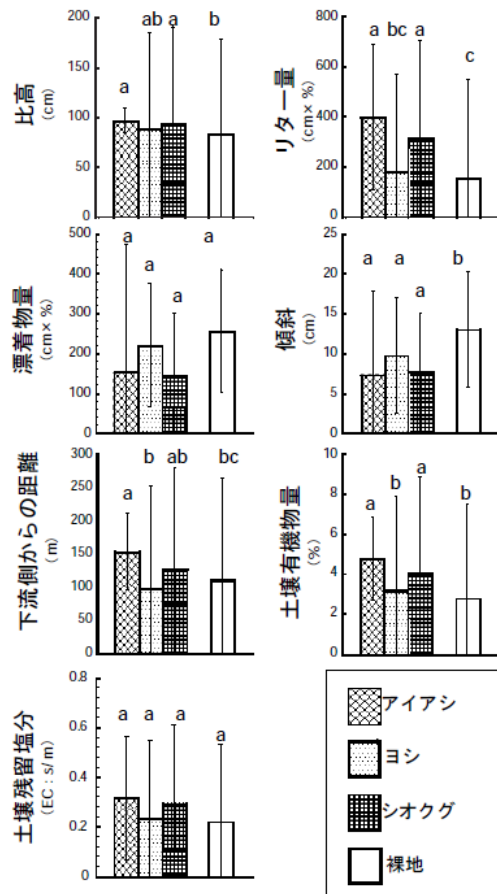 比高
(cm)
200
150
100
50
0
a
ab
a
b
リター量
(cm× %)
800
600
400
200
0
a
bc
a
c
漂着物量
(cm× %)
500
400
300
200
100
0
a
a
a
a
傾斜
(cm)
25
20
15
10
5
0
a
a
a
b
下流側からの距離
(m)
300
250
200
150
100
50
0
a
b
ab
bc
土壌有機物量
(%)
10
8
6
4
2
0
a
b
a
b
土壌残留塩分
(EC : s/m)
0.8
0.6
0.4
0.2
0
a
a
a
a
アイアシ
ヨシ
シオクグ
裸地